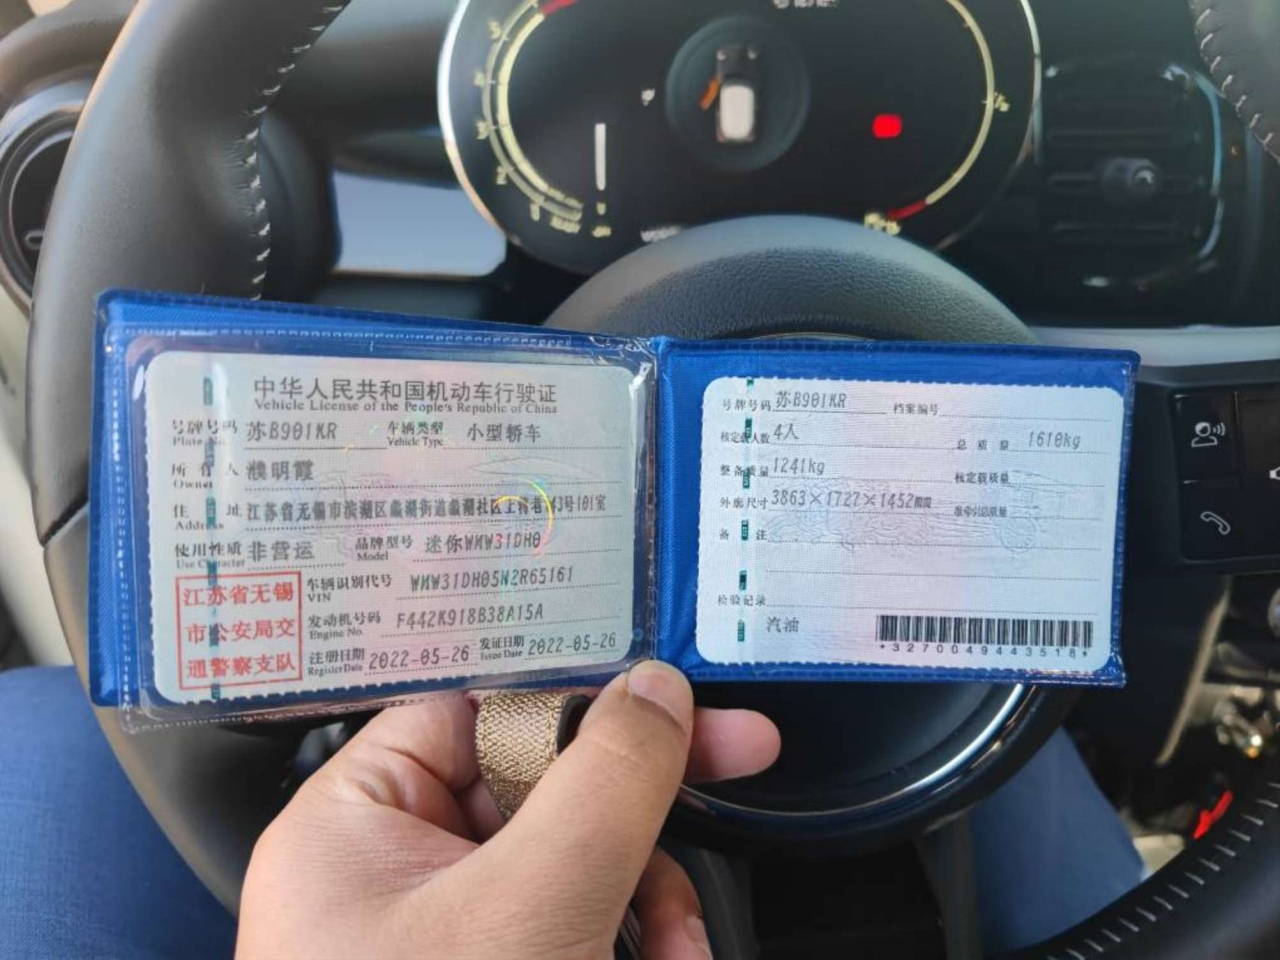 中华人民共和国机动车行驶证
Vehicle License of the People's Republic of China
号牌号码 苏B901KR 车辆类型 小型轿车
Plate No. Vehicle Type
所有人 濮明霞
Owner
住址 江苏省无锡市滨湖区蠡湖街道蠡湖社区上 巷43号101室
Address
使用性质 非营运 品牌型号 迷你WMW31DH0
Use Character Model
江苏省无锡
市公安局交
通警察支队
车辆识别代号 WMW31DH05N2R65161
VIN
发动机号码 F442K918B38A15A
Engine No.
注册日期 2022-05-26 发证日期 2022-05-26
Register Date Issue Date
号牌号码 苏B901KR 档案编号
核定载人数 4人 总质量 1610kg
整备质量 1241kg 核定载质量
外廓尺寸 3863×1727×1452mm 准牵引总质量
备注
检验记录
汽油
*3270049443518*